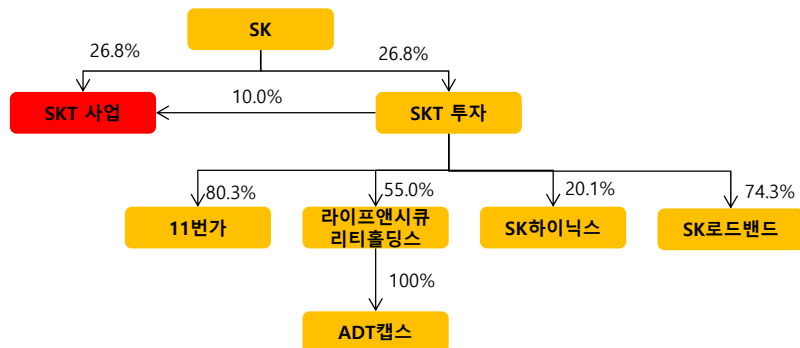 SK
26.8%
26.8%
SKT 사업
10.0%
SKT 투자
80.3%
55.0%
20.1%
74.3%
11번가
라이프앤시큐
리티홀딩스
SK하이닉스
SK로드밴드
100%
ADT캡스